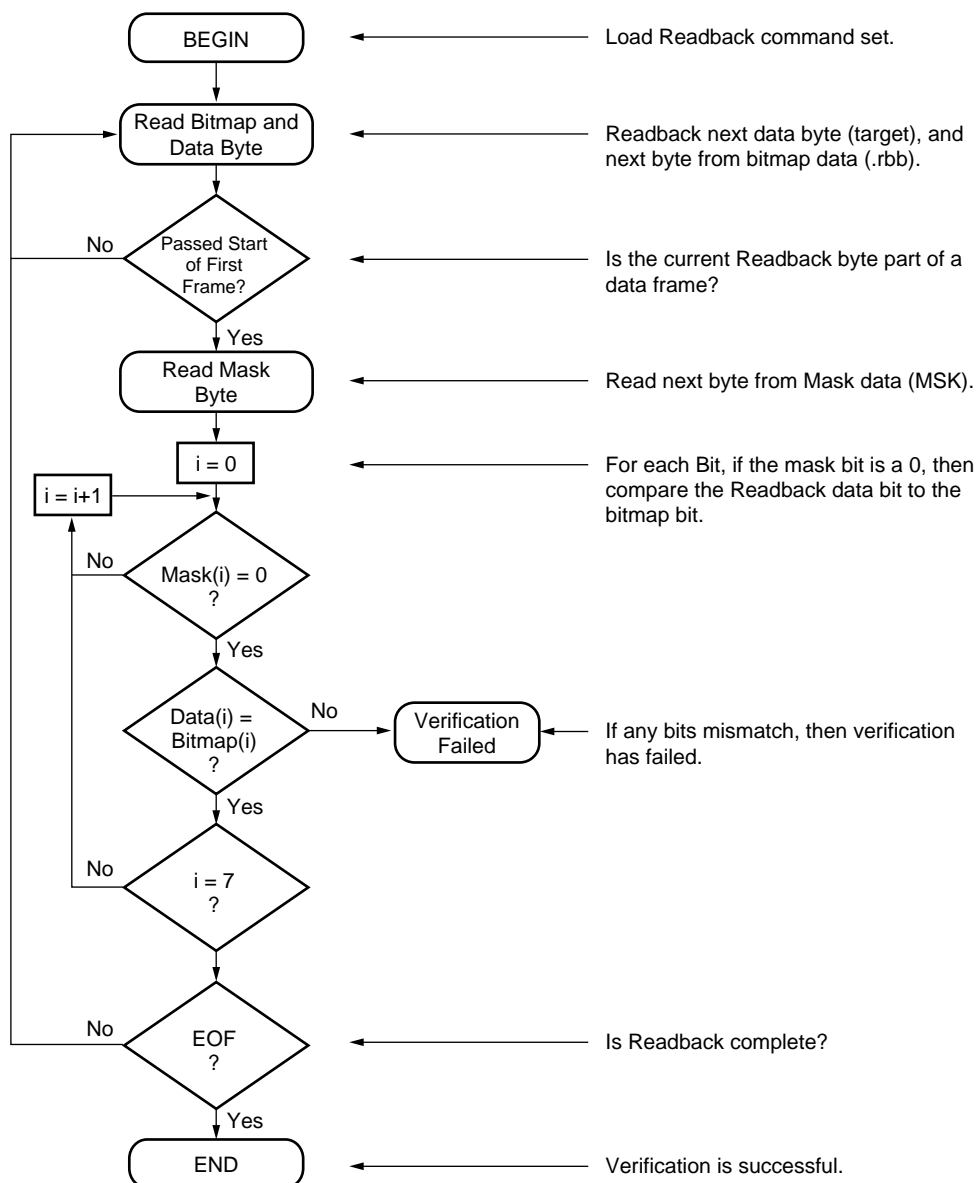 BEGIN
Load Readback command set.
Read Bitmap and
Data Byte
Readback next data byte (target), and
next byte from bitmap data (.rbb).
No
Passed Start
of First
Frame?
Is the current Readback byte part of a
data frame?
Yes
Read Mask
Byte
Read next byte from Mask data (MSK).
i = 0
For each Bit, if the mask bit is a 0, then
compare the Readback data bit to the
bitmap bit.
i = i+1
No
Mask(i) = 0
?
Yes
Data(i) =
Bitmap(i)
?
No
Verification
Failed
If any bits mismatch, then verification
has failed.
Yes
No
i = 7
?
No
EOF
?
Is Readback complete?
Yes
END
Verification is successful.